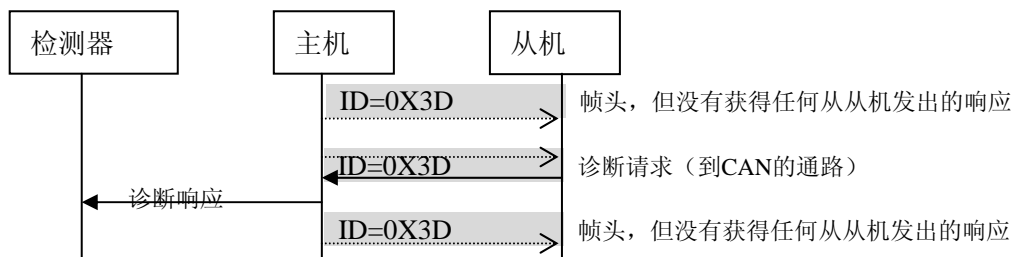 检测器
主机
从机
ID=0X3D
帧头，但没有获得任何从从机发出的响应
ID=0X3D
诊断请求（到CAN的通路）
诊断响应
ID=0X3D
帧头，但没有获得任何从从机发出的响应